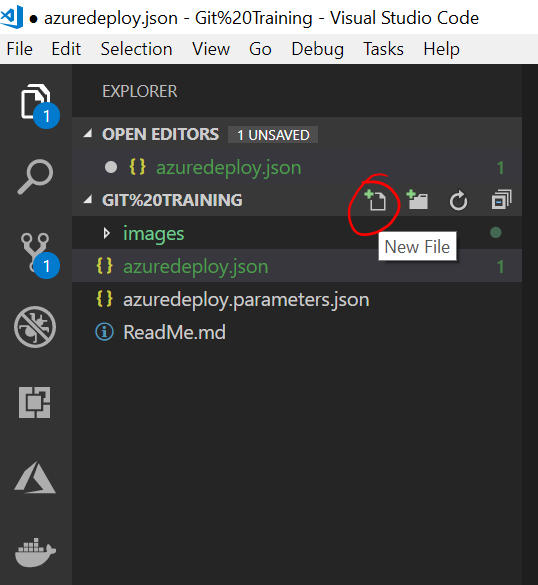 ● azuredeploy.json - Git%20Training - Visual Studio Code
File Edit Selection View Go Debug Tasks Help
1
EXPLORER
OPEN EDITORS 1 UNSAVED
{} azuredeploy.json 1
GIT%20TRAINING
images
New File
1
{} azuredeploy.json 1
{} azuredeploy.parameters.json
ReadMe.md